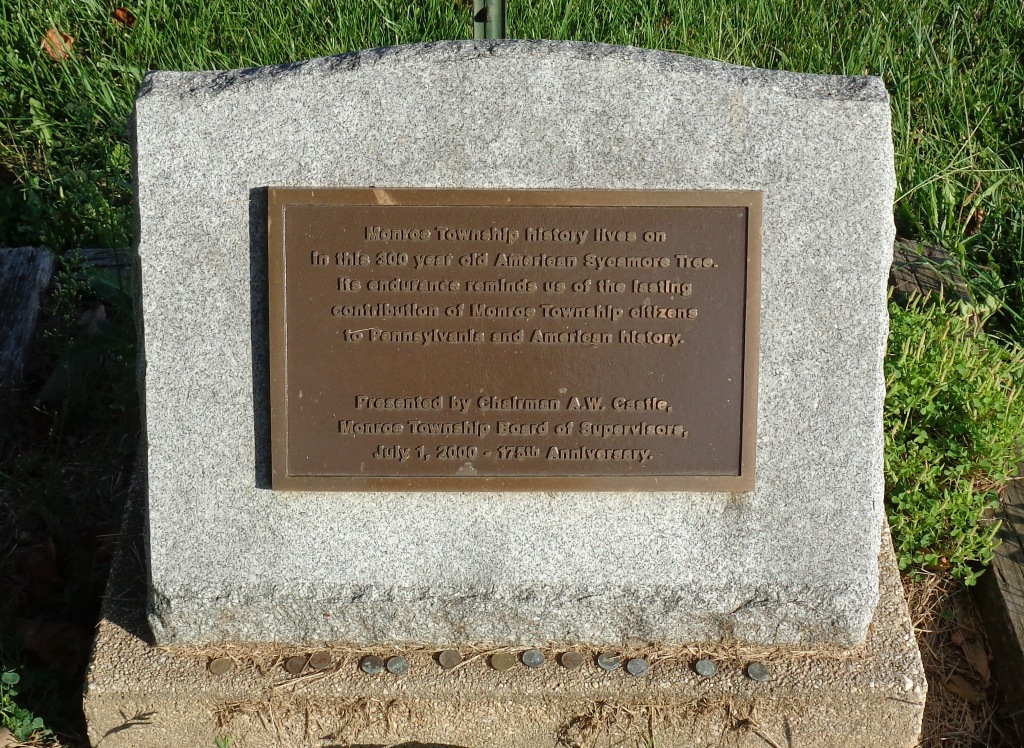 Monroe Township history lives on
in this 300 year old American Sycamore Tree.
Its endurance reminds us of the lasting
contribution of Monroe Township citizens
to Pennsylvania and American history.
Presented by Chairman A.W. Castle,
Monroe Township Board of Supervisors,
July 1, 2000 - 175th Anniversary.